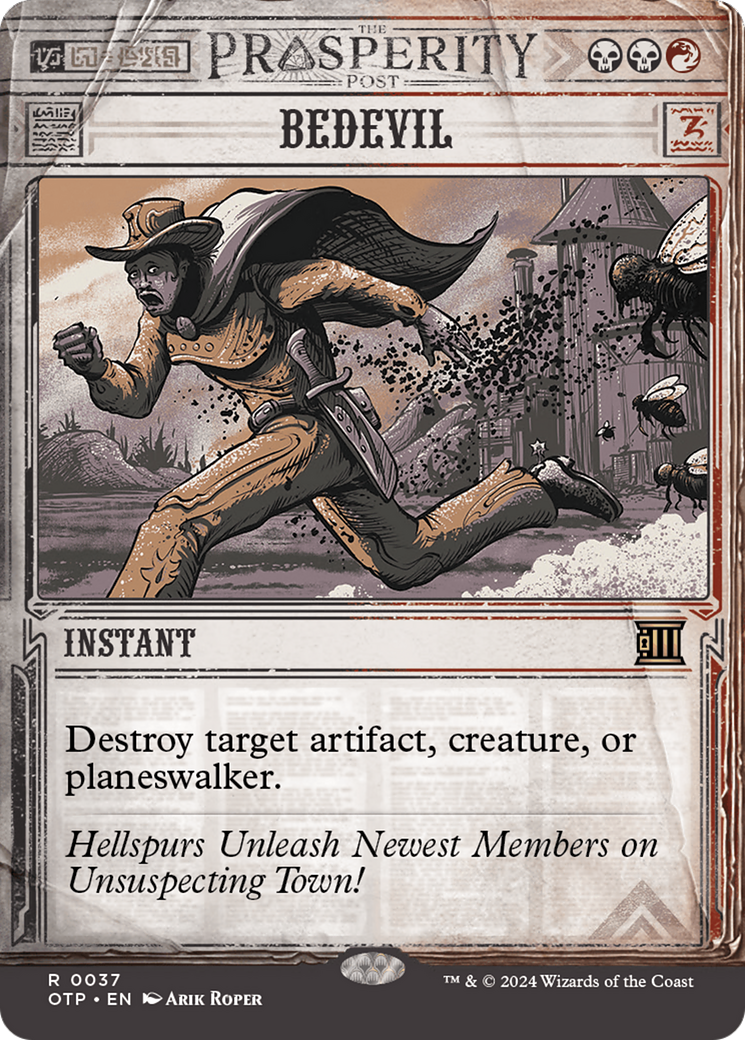 THE
PROSPERITY
POST
BEDEVIL
INSTANT
Destroy target artifact, creature, or
planeswalker.
Hellspurs Unleash Newest Members on
Unsuspecting Town!
R 0037
OTP • EN Arik Roper
™ & © 2024 Wizards of the Coast